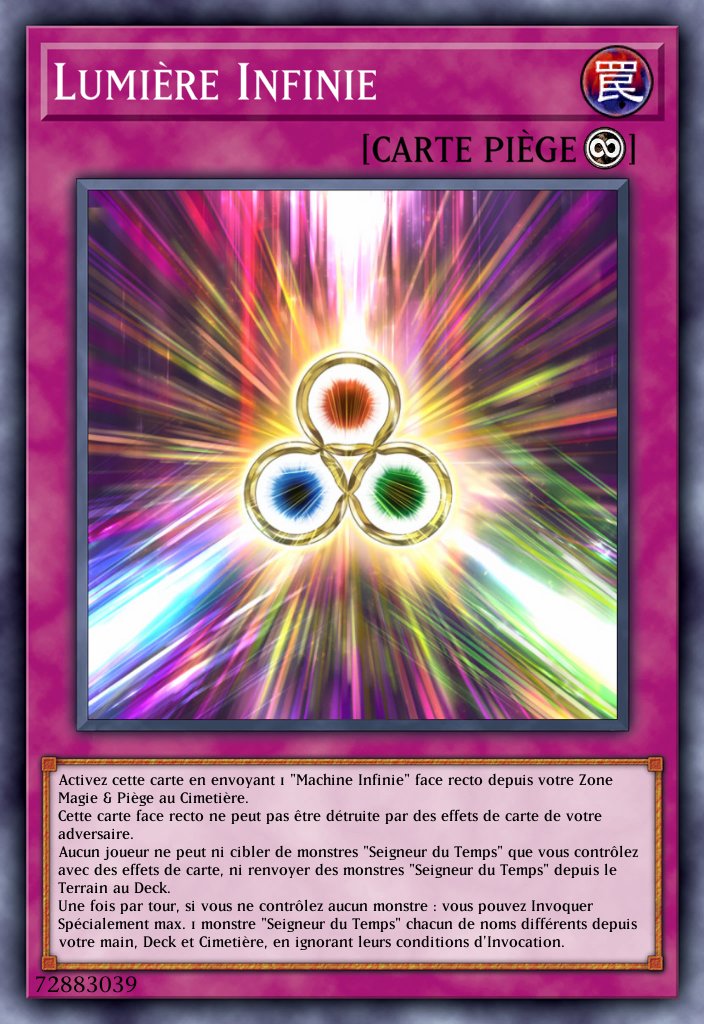 Lumière Infinie
罠
[CARTE PIÈGE ]
Activez cette carte en envoyant 1 "Machine Infinie" face recto depuis votre Zone
Magie & Piège au Cimetière.
Cette carte face recto ne peut pas être détruite par des effets de carte de votre
adversaire.
Aucun joueur ne peut ni cibler de monstres "Seigneur du Temps" que vous contrôlez
avec des effets de carte, ni renvoyer des monstres "Seigneur du Temps" depuis le
Terrain au Deck.
Une fois par tour, si vous ne contrôlez aucun monstre : vous pouvez Invoquer
Spécialement max. 1 monstre "Seigneur du Temps" chacun de noms différents depuis
votre main, Deck et Cimetière, en ignorant leurs conditions d'Invocation.
72883039